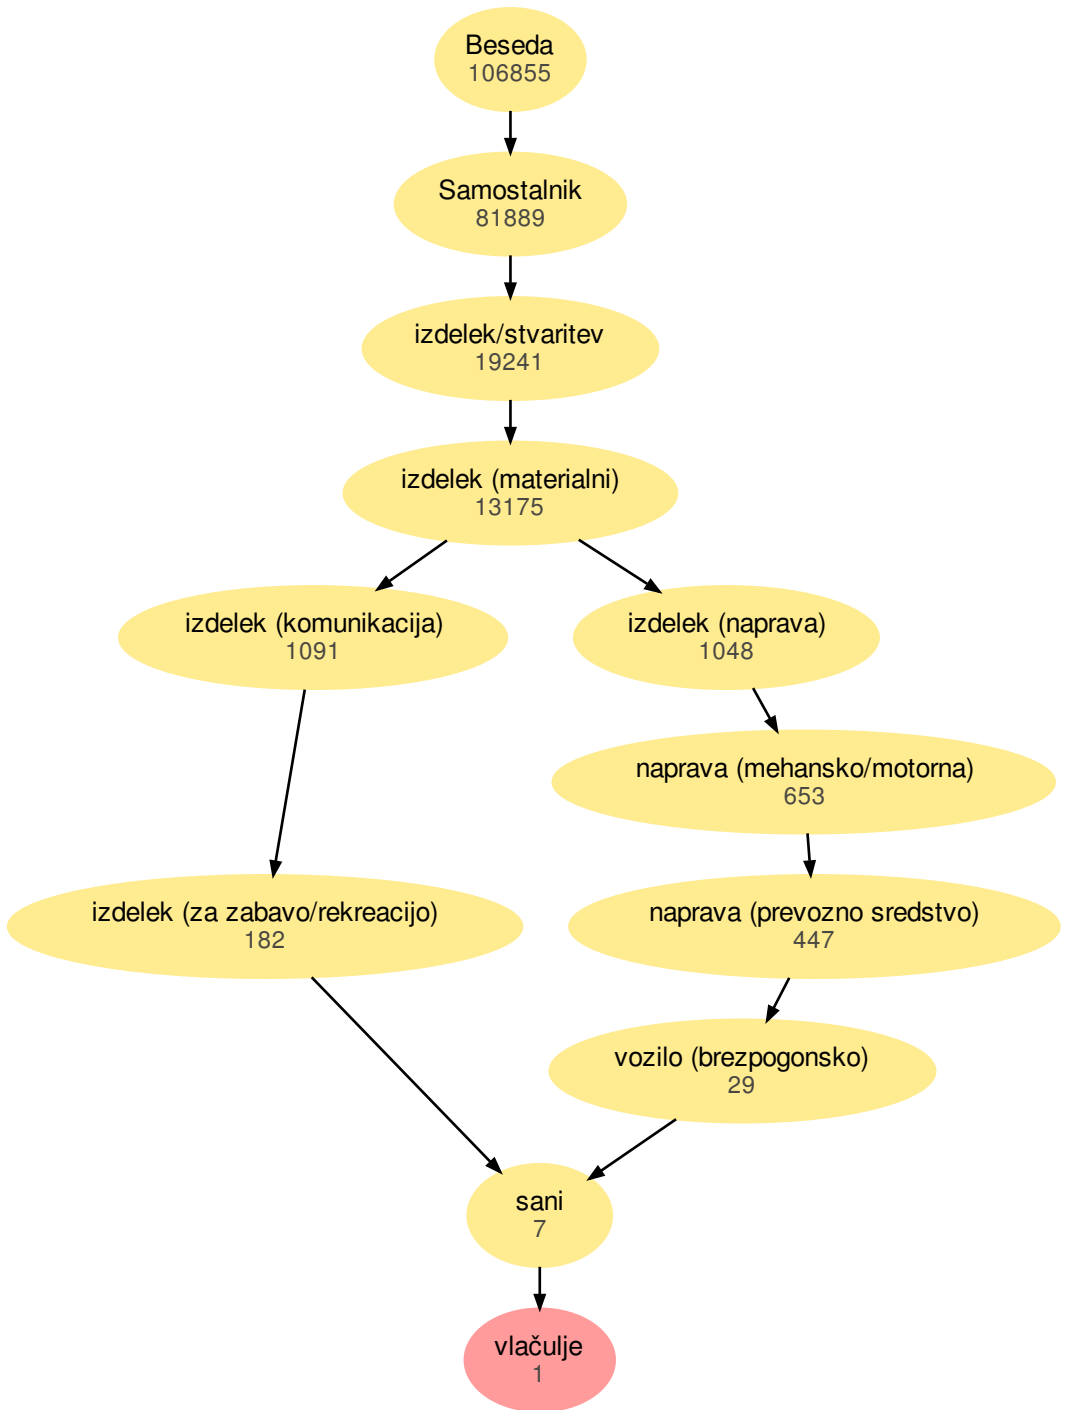 Beseda
106855
Samostalnik
81889
izdelek/stvaritev
19241
izdelek (materialni)
13175
izdelek (komunikacija)
1091
izdelek (naprava)
1048
naprava (mehansko/motorna)
653
izdelek (za zabavo/rekreacijo)
182
naprava (prevozno sredstvo)
447
vozilo (brezpogonsko)
29
sani
7
vlačulje
1